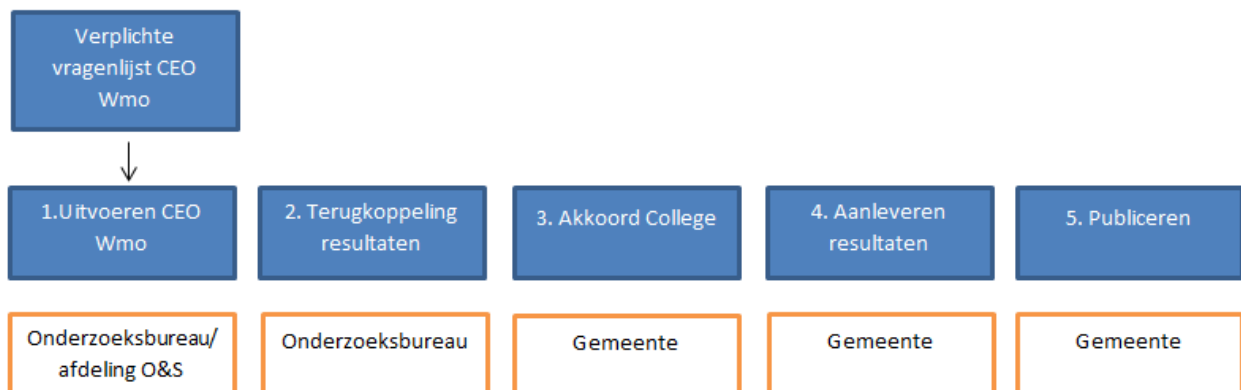 Verplichte
vragenlijst CEO
Wmo
1.Uitvoeren CEO
Wmo
2. Terugkoppeling
resultaten
3. Akkoord College
4. Aanleveren
resultaten
5. Publiceren
Onderzoeksbureau/
afdeling O&S
Onderzoeksbureau
Gemeente
Gemeente
Gemeente